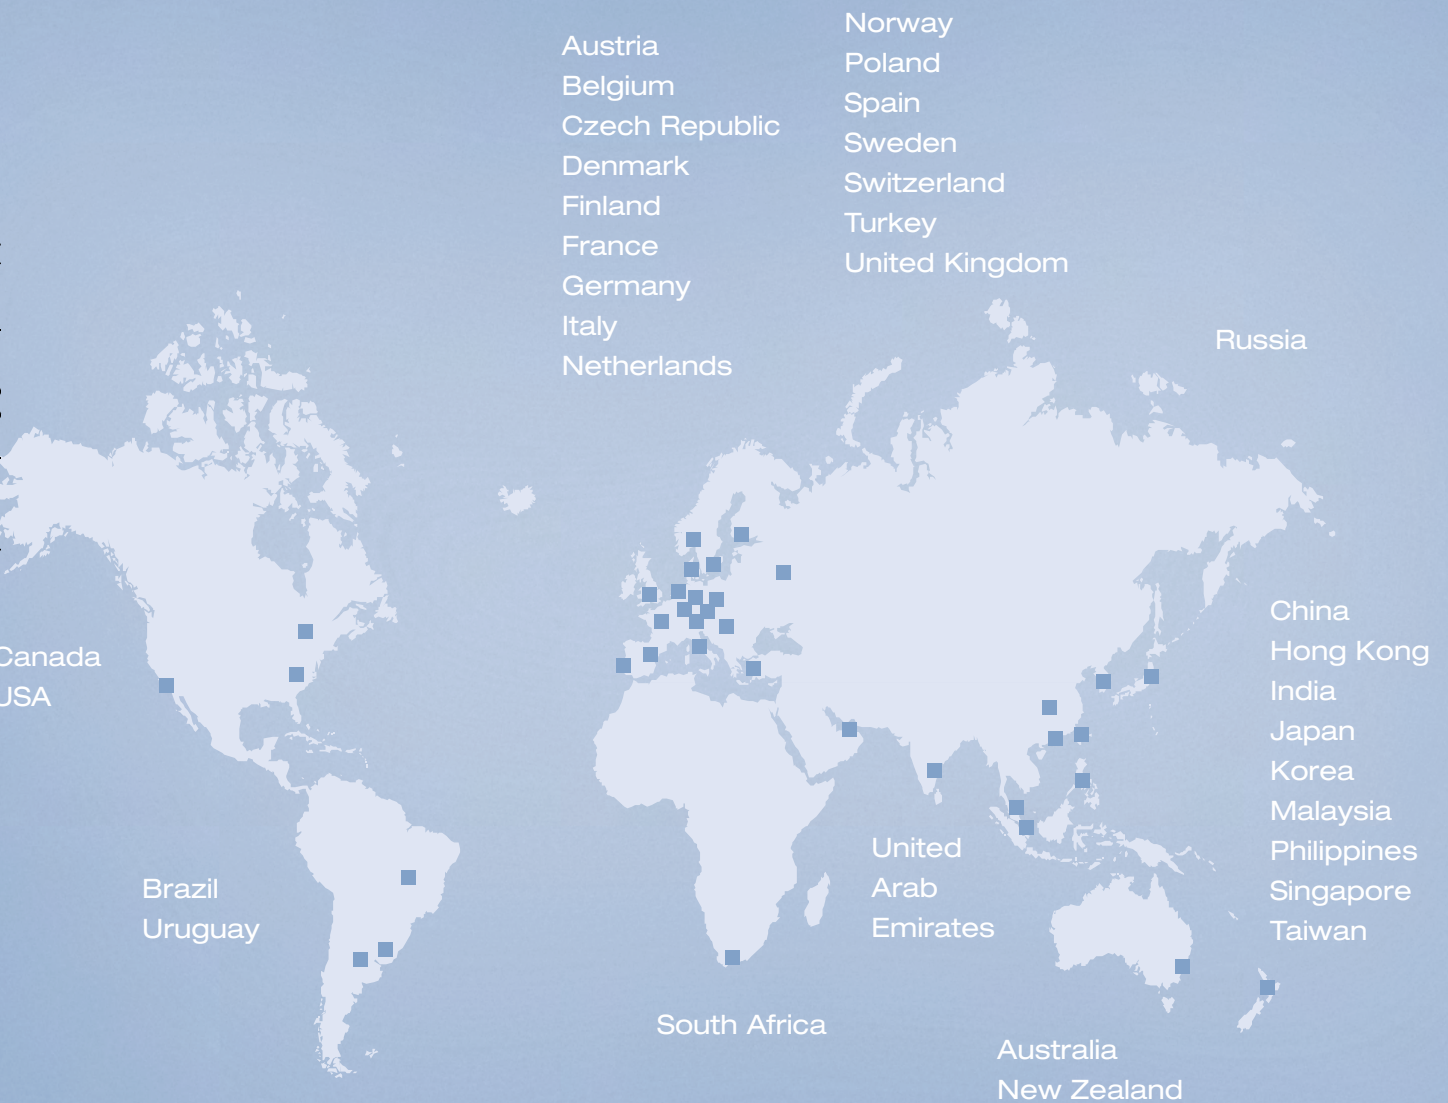 Austria
Belgium
Czech Republic
Denmark
Finland
France
Germany
Italy
Netherlands
Norway
Poland
Spain
Sweden
Switzerland
Turkey
United Kingdom
Russia
Canada
USA
China
Hong Kong
India
Japan
Korea
Malaysia
Philippines
Singapore
Taiwan
Brazil
Uruguay
United
Arab
Emirates
South Africa
Australia
New Zealand